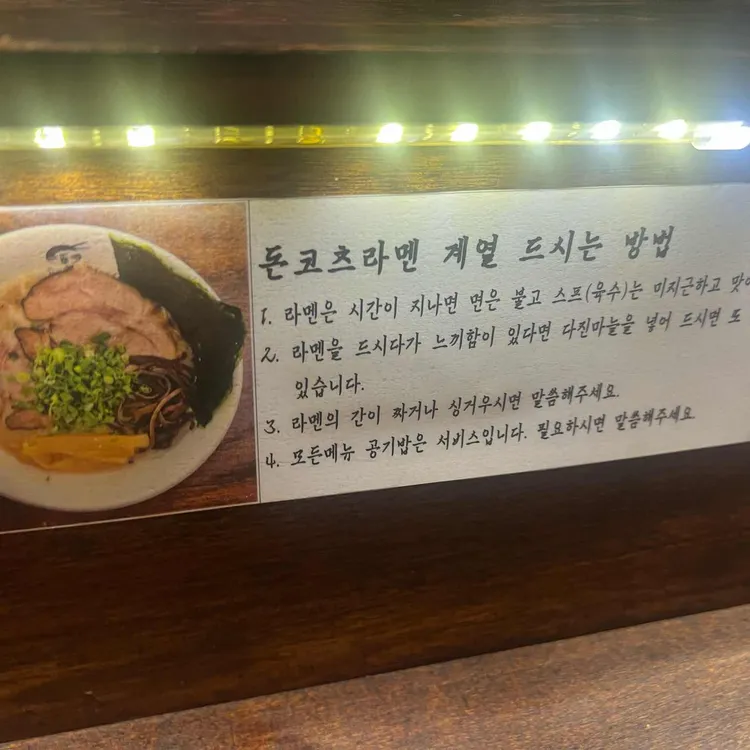 돈코츠라멘 계열 드시는 방법
1. 라멘은 시간이 지나면 면은 불고 스프(육수)는 미지근하고
2. 라멘을 드시다가 느끼함이 있다면 다진마늘을 넣어 드시면 도
있습니다.
3. 라멘의 간이 짜거나 싱거우시면 말씀해주세요.
4. 모든메뉴 공기밥은 서비스입니다. 필요하시면 말씀해주세요